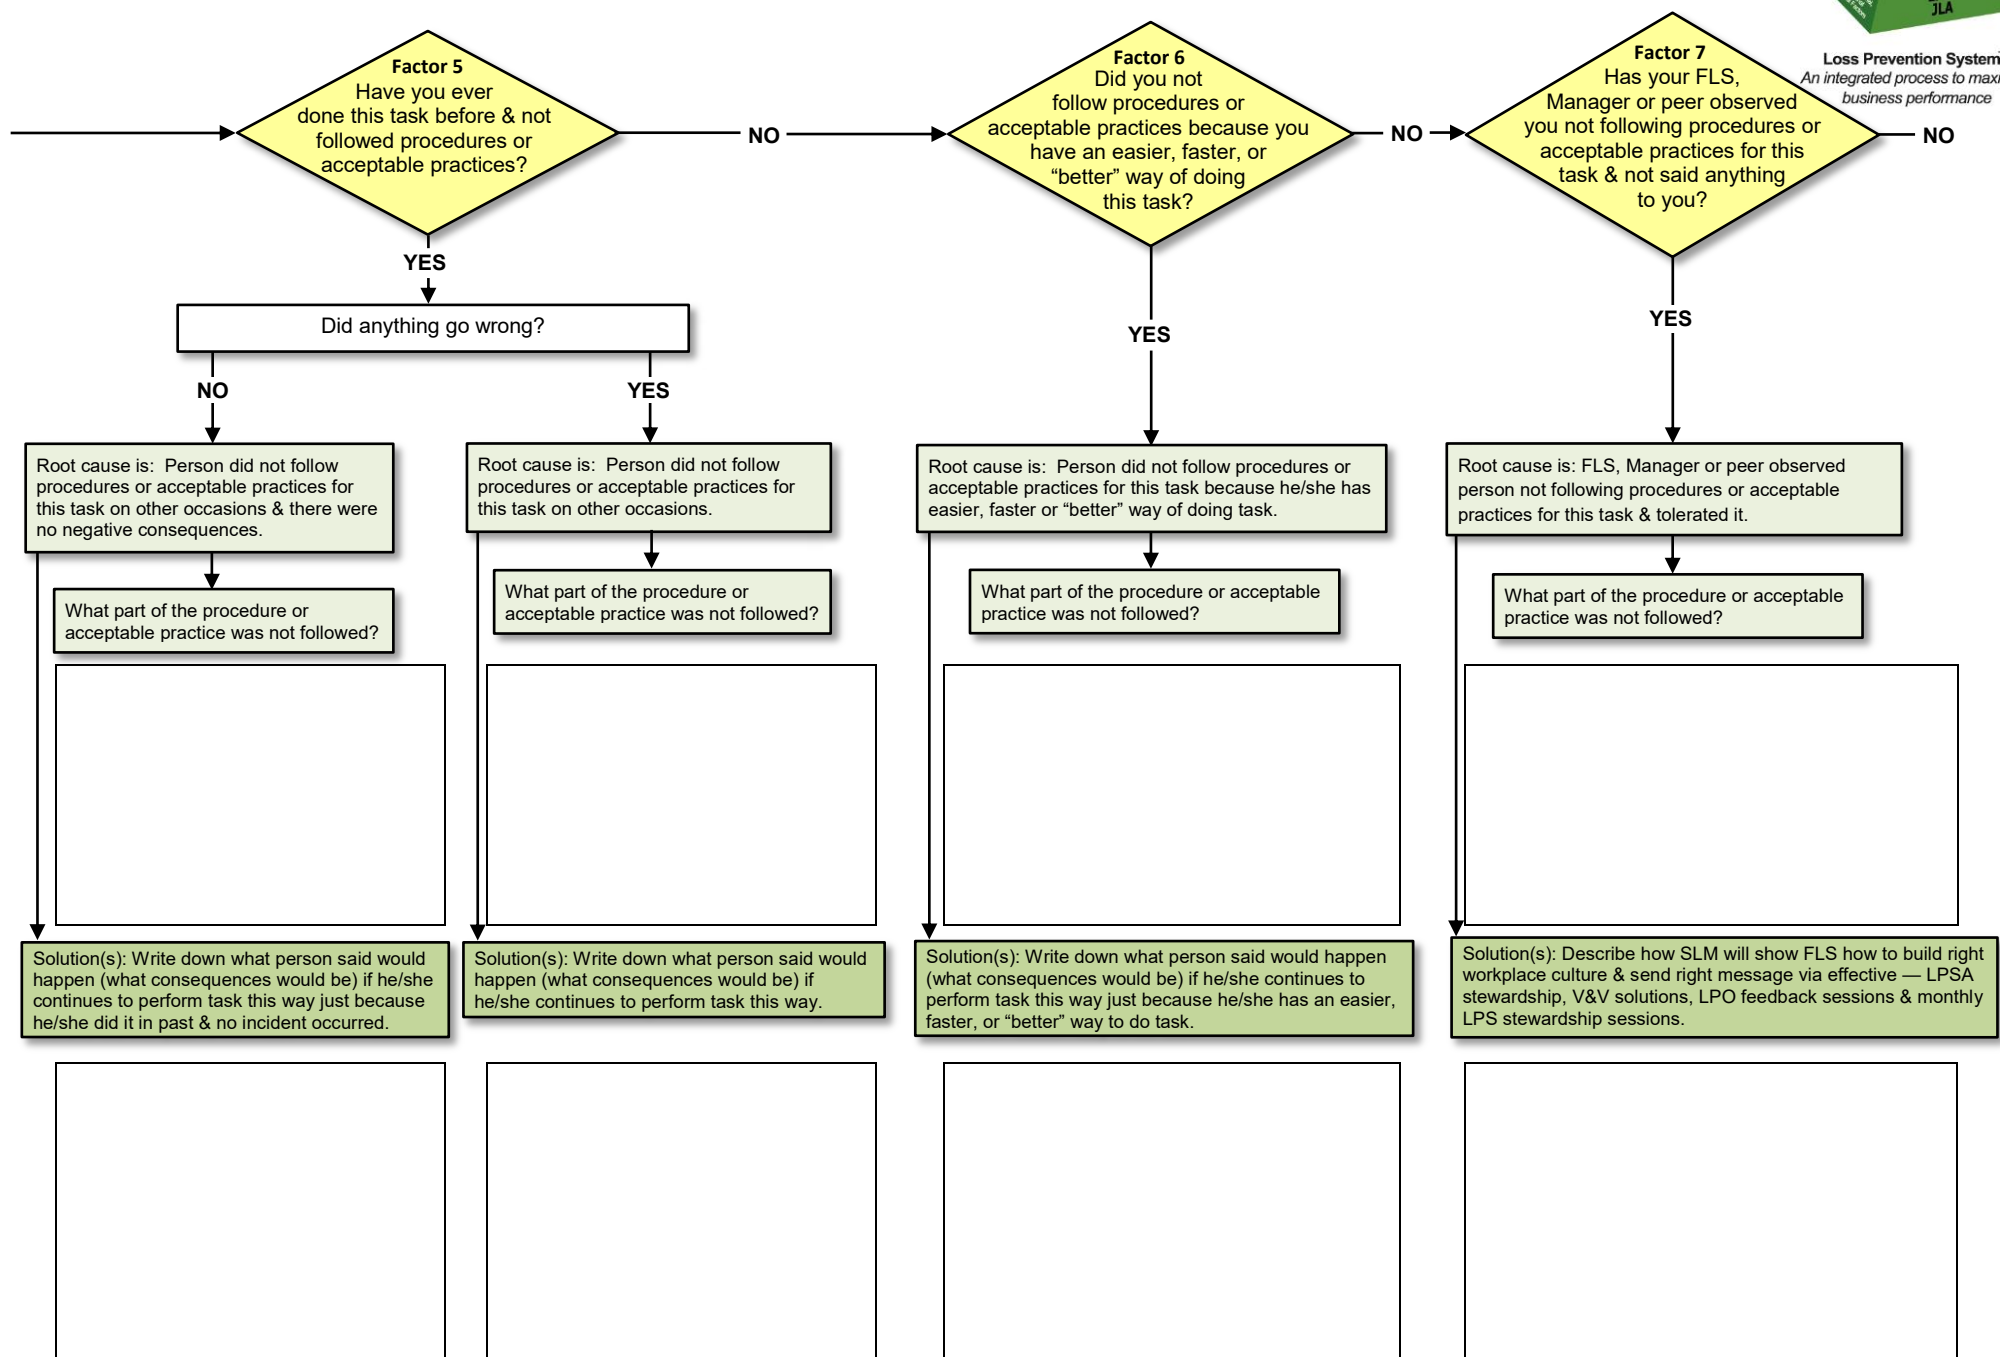 JLA
Loss Prevention System
An integrated process to maxi
business performance
Factor 5
Have you ever
done this task before & not
followed procedures or
acceptable practices?
NO
Factor 6
Did you not
follow procedures or
acceptable practices because you
have an easier, faster, or
“better” way of doing
this task?
NO
Factor 7
Has your FLS,
Manager or peer observed
you not following procedures or
acceptable practices for this
task & not said anything
to you?
NO
YES
Did anything go wrong?
YES
YES
NO
YES
Root cause is:  Person did not follow
procedures or acceptable practices for
this task on other occasions & there were
no negative consequences.
Root cause is:  Person did not follow
procedures or acceptable practices for
this task on other occasions.
Root cause is:  Person did not follow procedures or
acceptable practices for this task because he/she has
easier, faster or “better” way of doing task.
Root cause is: FLS, Manager or peer observed
person not following procedures or acceptable
practices for this task & tolerated it.
What part of the procedure or
acceptable practice was not followed?
What part of the procedure or
acceptable practice was not followed?
What part of the procedure or acceptable
practice was not followed?
What part of the procedure or acceptable
practice was not followed?
Solution(s): Write down what person said would
happen (what consequences would be) if he/she
continues to perform task this way just because
he/she did it in past & no incident occurred.
Solution(s): Write down what person said would
happen (what consequences would be) if
he/she continues to perform task this way.
Solution(s): Write down what person said would happen
(what consequences would be) if he/she continues to
perform task this way just because he/she has an easier,
faster, or “better” way to do task.
Solution(s): Describe how SLM will show FLS how to build right
workplace culture & send right message via effective — LPSA
stewardship, V&V solutions, LPO feedback sessions & monthly
LPS stewardship sessions.